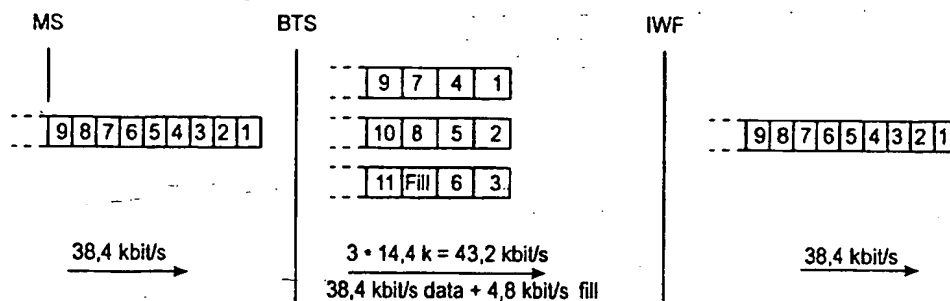 MS
BTS
IWF
9 7 4 1
9 8 7 6 5 4 3 2 1
10 8 5 2
9 8 7 6 5 4 3 2 1
11 Fill 6 3
38,4 kbit/s
3 * 14,4 k = 43,2 kbit/s
38,4 kbit/s
38,4 kbit/s data + 4,8 kbit/s fill